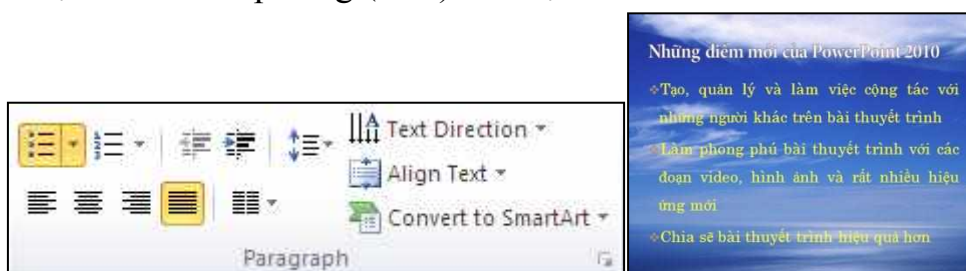 Text Direction
Align Text
Convert to SmartArt
Paragraph
Những điểm mới của PowerPoint 2010
Tạo, quản lý và làm việc cộng tác với
những người khác trên bài thuyết trình
Làm phong phú bài thuyết trình với các
đoạn video, hình ảnh và rất nhiều hiệu
ứng mới
Chia sẽ bài thuyết trình hiệu quả hơn